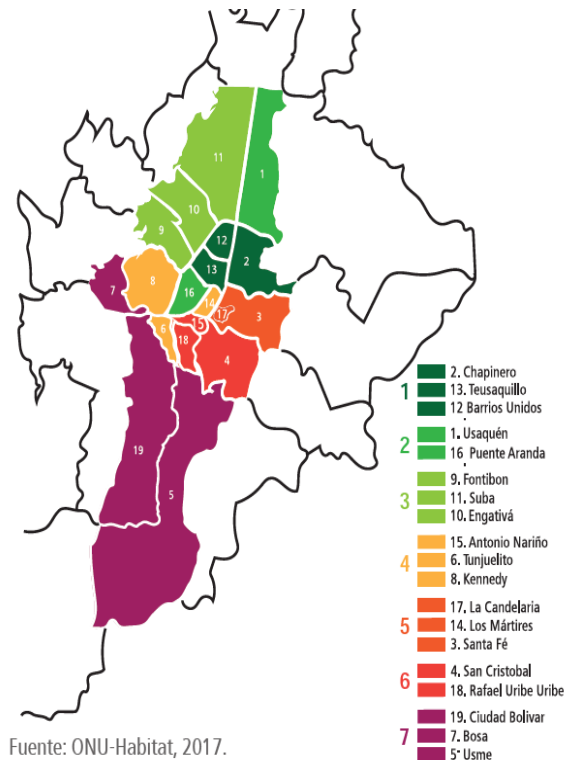 11
1
10
9
12
2
13
8
7
16
14
17
3
15
6
18
4
19
5
1
2. Chapinero
13. Teusaquillo
12 Barrios Unidos
2
1. Usaquén
16 Puente Aranda
3
9. Fontibon
11. Suba
10. Engativá
4
15. Antonio Nariño
6. Tunjuelito
8. Kennedy
5
17. La Candelaria
14. Los Mártires
3. Santa Fé
6
4. San Cristobal
18. Rafael Uribe Uribe
7
19. Ciudad Bolivar
7. Bosa
5. Usme
Fuente: ONU-Habitat, 2017.